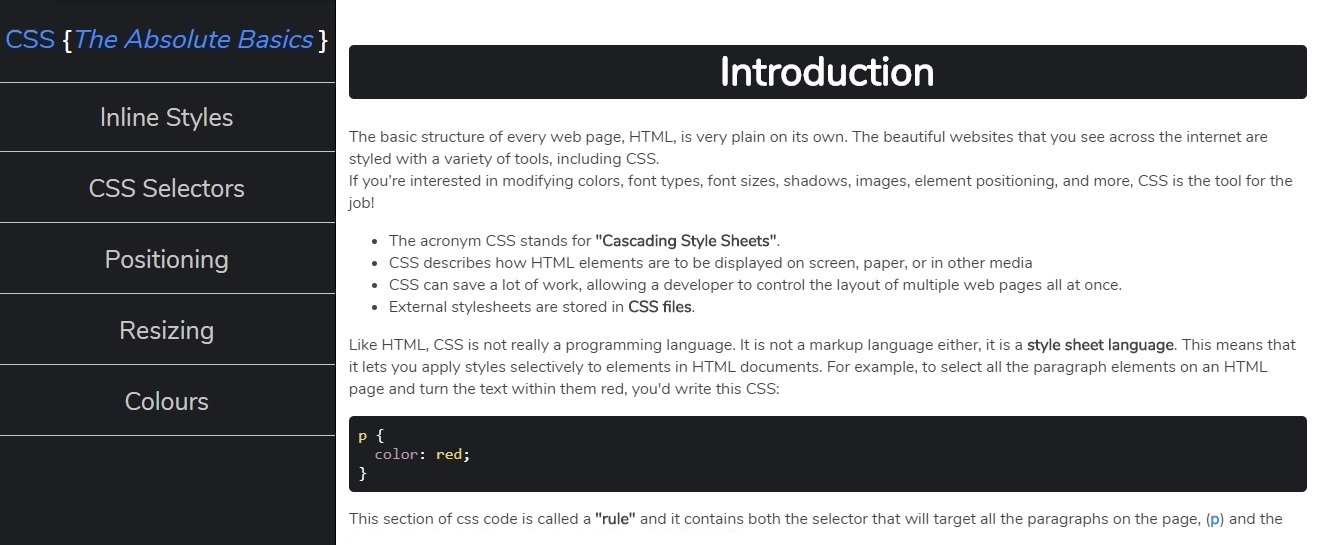 CSS {The Absolute Basics }
Inline Styles
CSS Selectors
Positioning
Resizing
Colours
Introduction
The basic structure of every web page, HTML, is very plain on its own. The beautiful websites that you see across the internet are
styled with a variety of tools, including CSS.
If you're interested in modifying colors, font types, font sizes, shadows, images, element positioning, and more, CSS is the tool for the
job!
• The acronym CSS stands for "Cascading Style Sheets".
• CSS describes how HTML elements are to be displayed on screen, paper, or in other media
• CSS can save a lot of work, allowing a developer to control the layout of multiple web pages all at once.
• External stylesheets are stored in CSS files.
Like HTML, CSS is not really a programming language. It is not a markup language either, it is a style sheet language. This means that
it lets you apply styles selectively to elements in HTML documents. For example, to select all the paragraph elements on an HTML
page and turn the text within them red, you'd write this CSS:
p {
  color: red;
}
This section of css code is called a "rule" and it contains both the selector that will target all the paragraphs on the page, (p) and the